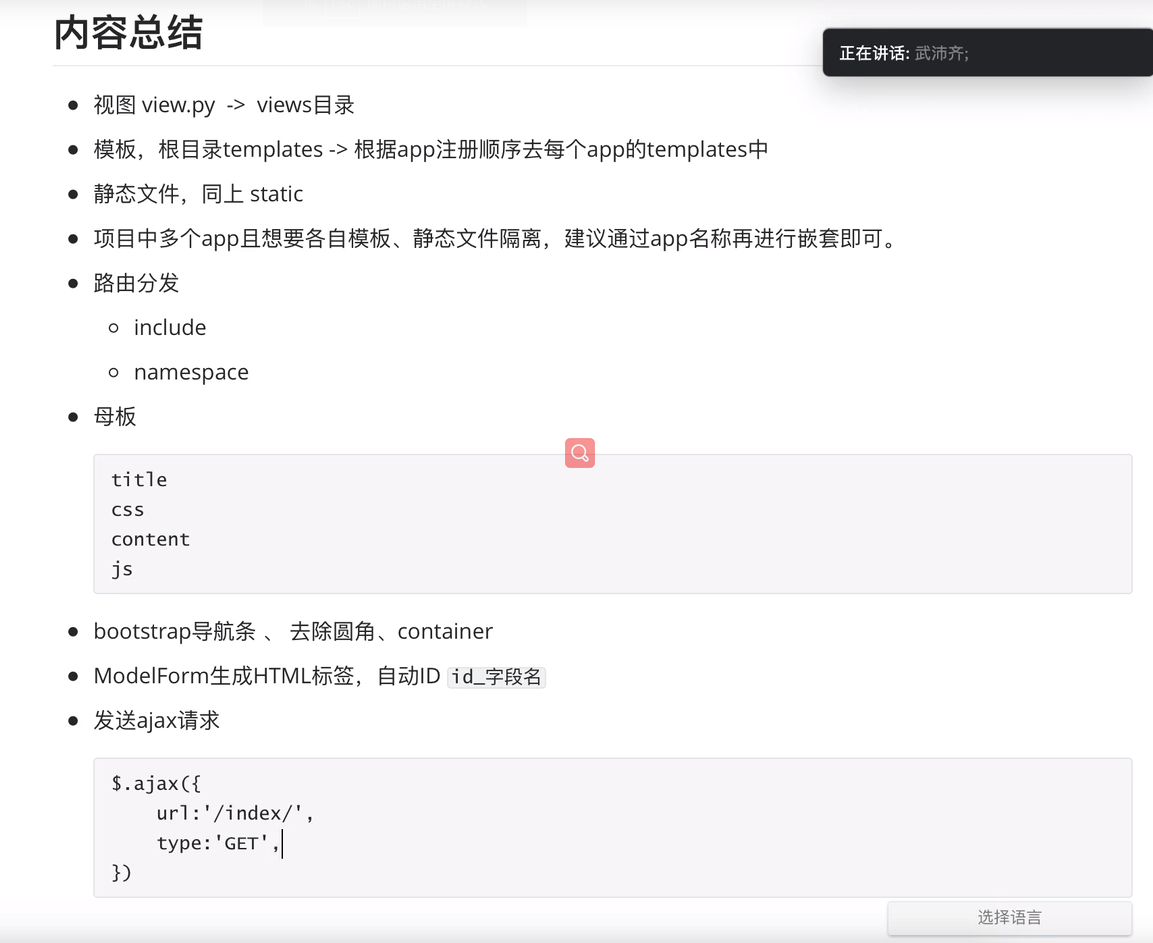 内容总结
正在讲话: 武沛齐;
视图 view.py -> views目录
模板，根目录templates -> 根据app注册顺序去每个app的templates中
静态文件，同上 static
项目中多个app且想要各自模板、静态文件隔离，建议通过app名称再进行嵌套即可。
路由分发
include
namespace
母板
title
css
content
js
bootstrap导航条 、 去除圆角、container
ModelForm生成HTML标签，自动ID id_字段名
发送ajax请求
$.ajax({
    url:'/index/',
    type:'GET',
})
选择语言